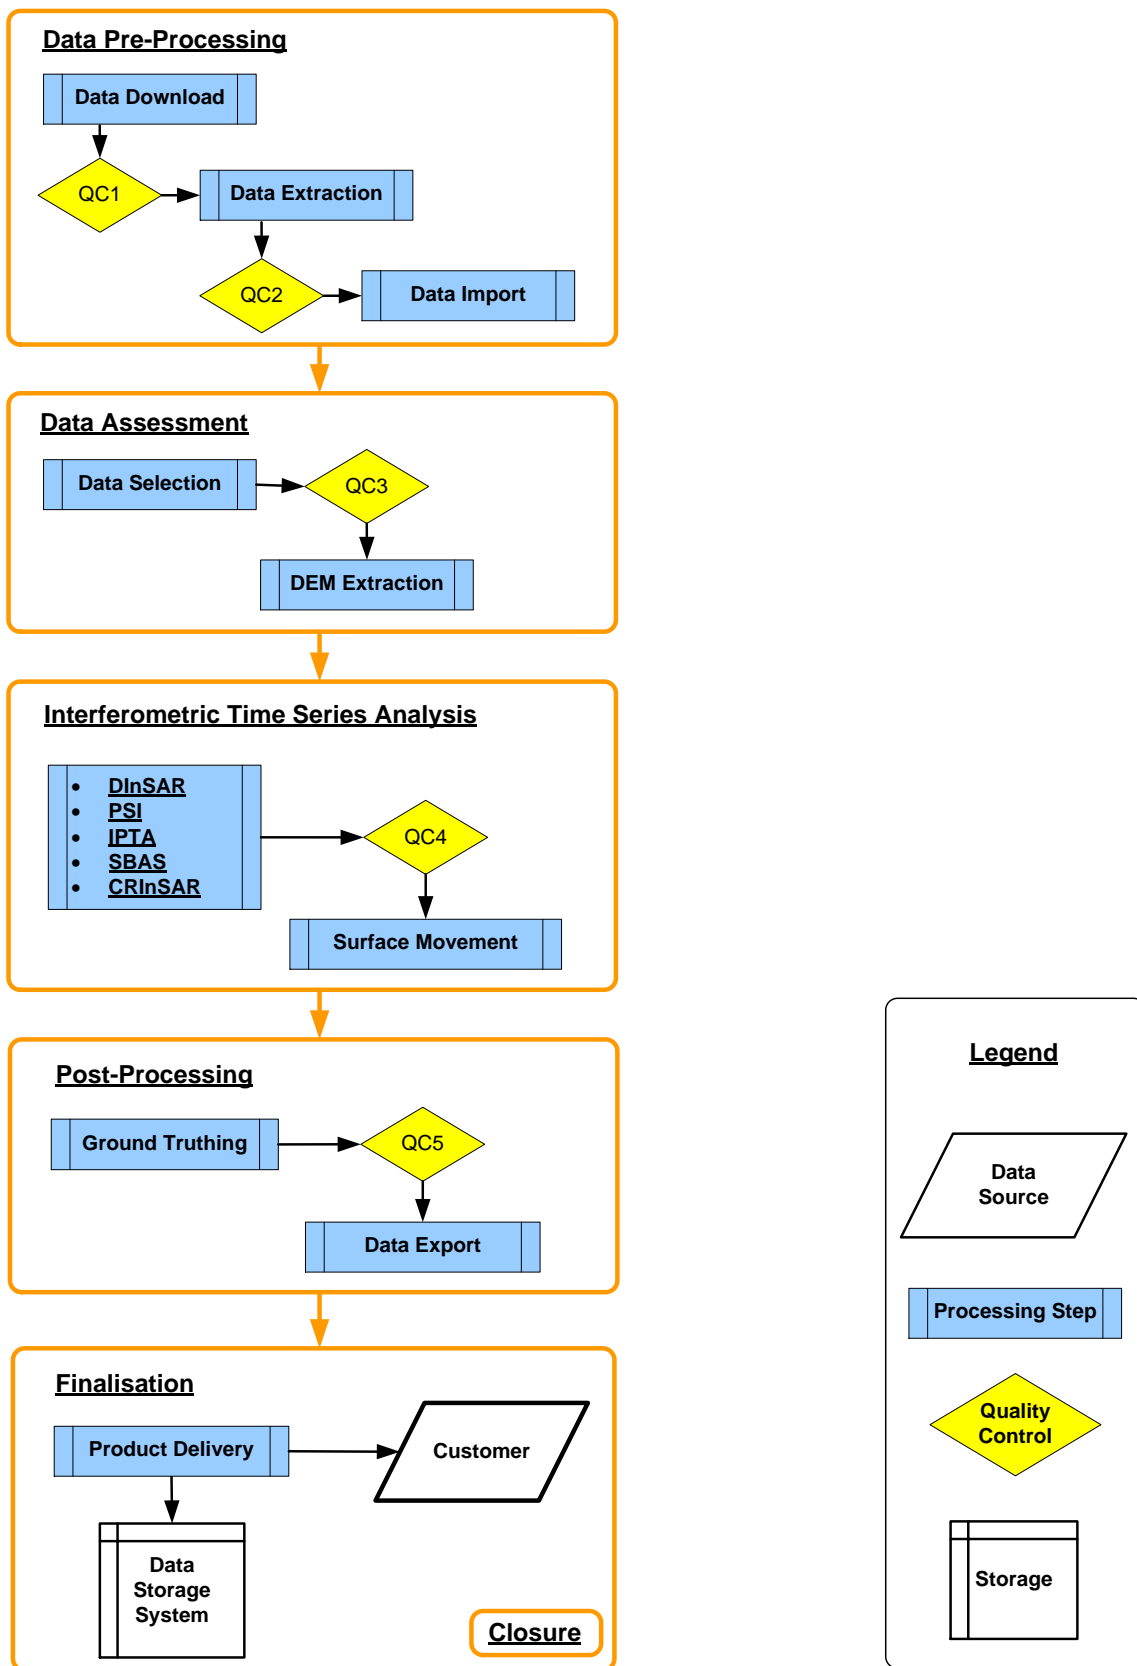 Data Pre-Processing
Data Download
QC1
Data Extraction
QC2
Data Import
Data Assessment
Data Selection
QC3
DEM Extraction
Interferometric Time Series Analysis
• DInSAR
• PSI
• IPTA
• SBAS
• CRInSAR
QC4
Surface Movement
Post-Processing
Ground Truthing
QC5
Data Export
Finalisation
Product Delivery
Customer
Data
Storage
System
Closure
Legend
Data
Source
Processing Step
Quality
Control
Storage